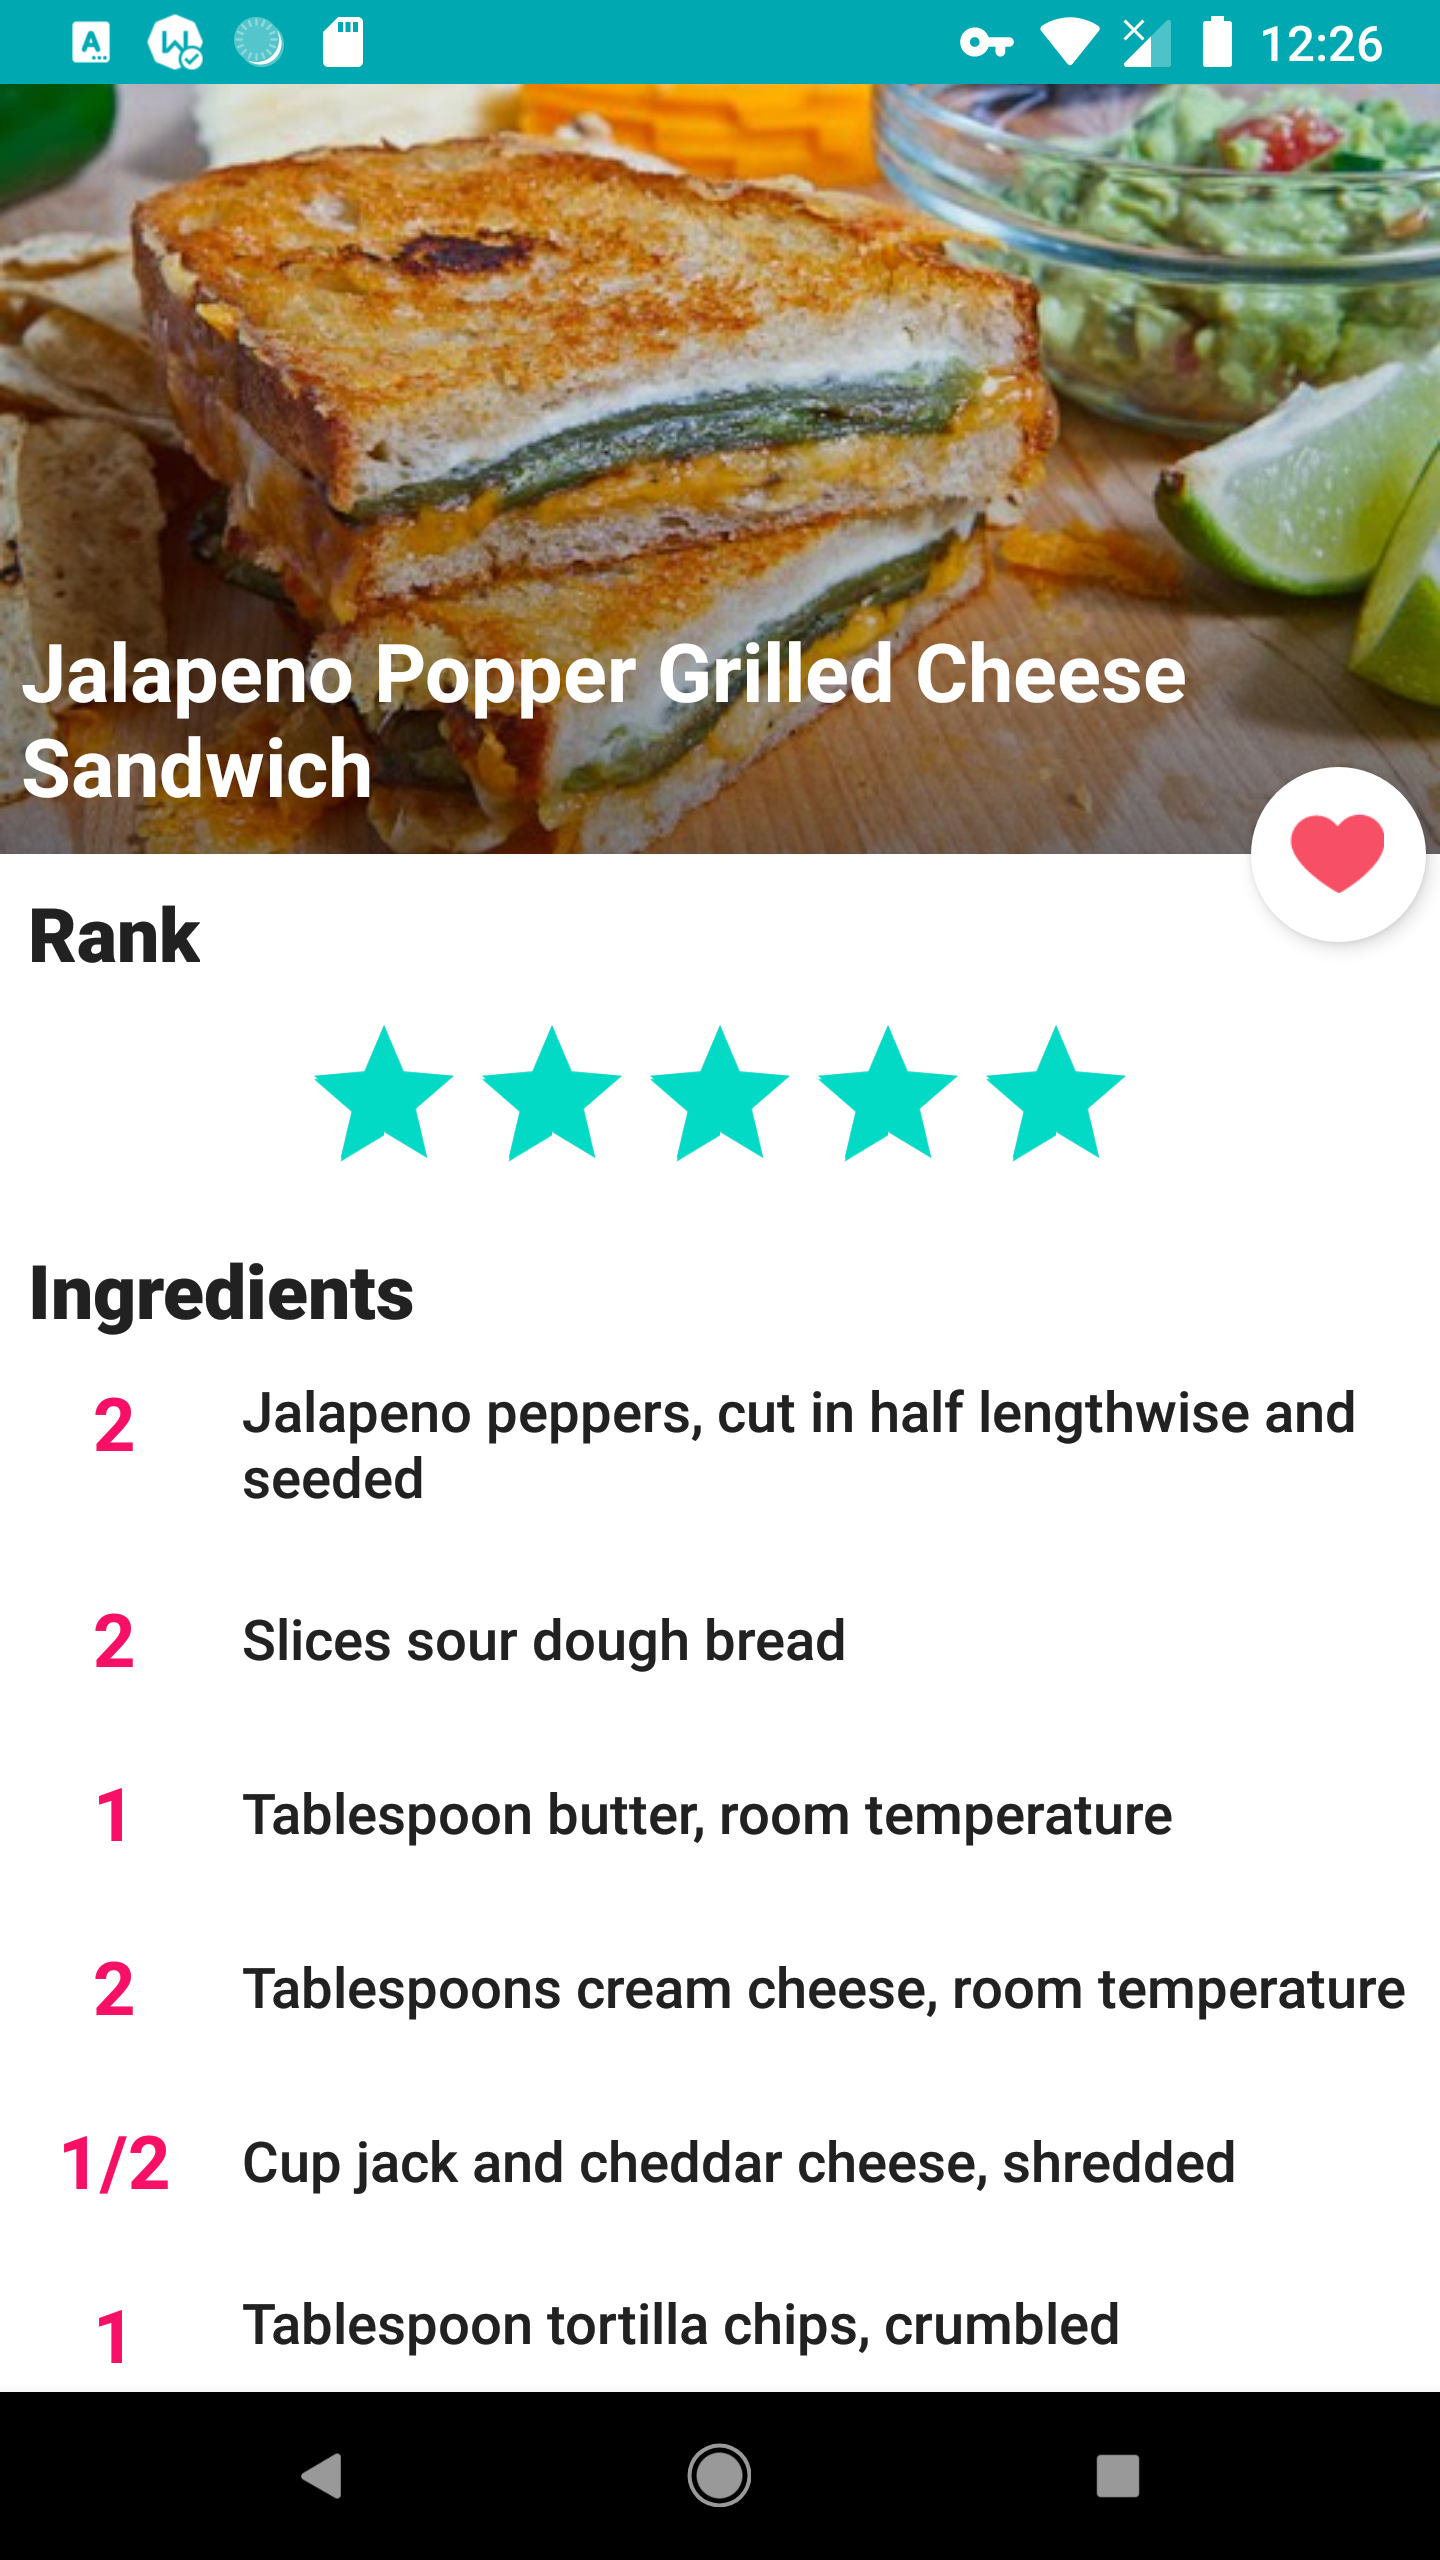 12:26
Jalapeno Popper Grilled Cheese
Sandwich
Rank
Ingredients
2 Jalapeno peppers, cut in half lengthwise and
seeded
2 Slices sour dough bread
1 Tablespoon butter, room temperature
2 Tablespoons cream cheese, room temperature
1/2 Cup jack and cheddar cheese, shredded
1 Tablespoon tortilla chips, crumbled